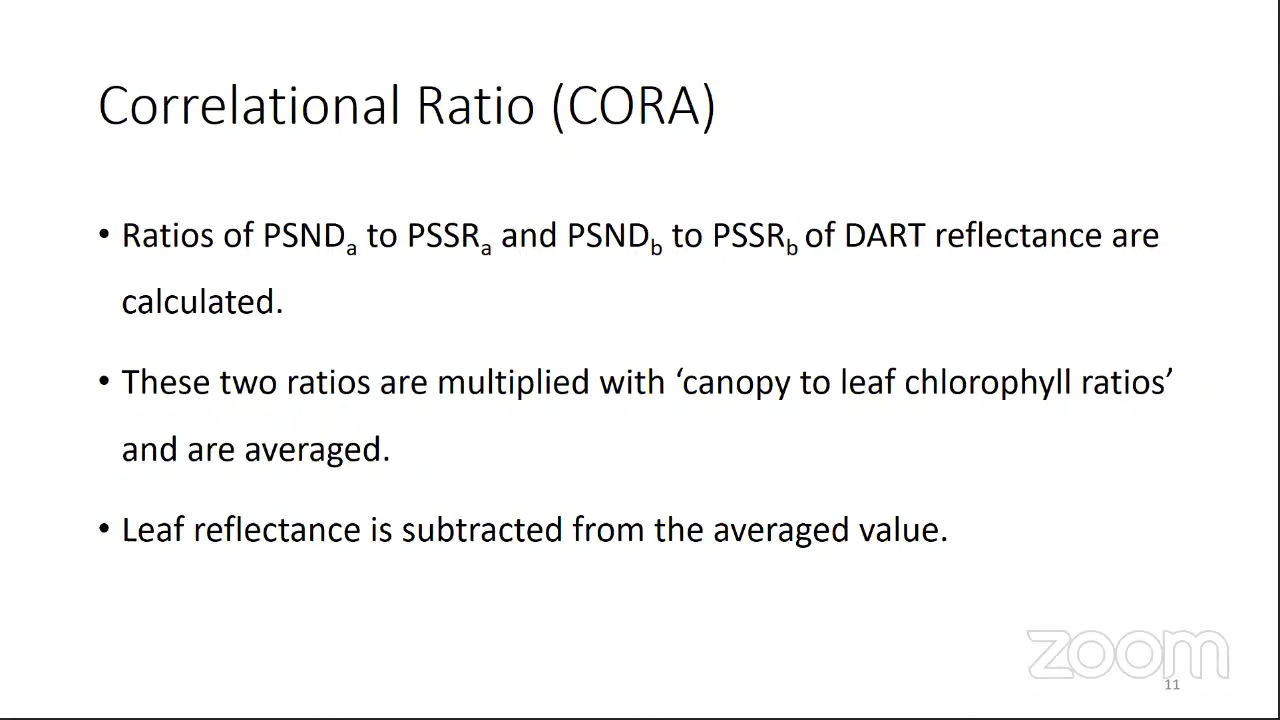 Correlational Ratio (CORA)
• Ratios of PSNDa to PSSRa and PSNDb to PSSRb of DART reflectance are
calculated.
• These two ratios are multiplied with ‘canopy to leaf chlorophyll ratios’
and are averaged.
• Leaf reflectance is subtracted from the averaged value.
zoom
11